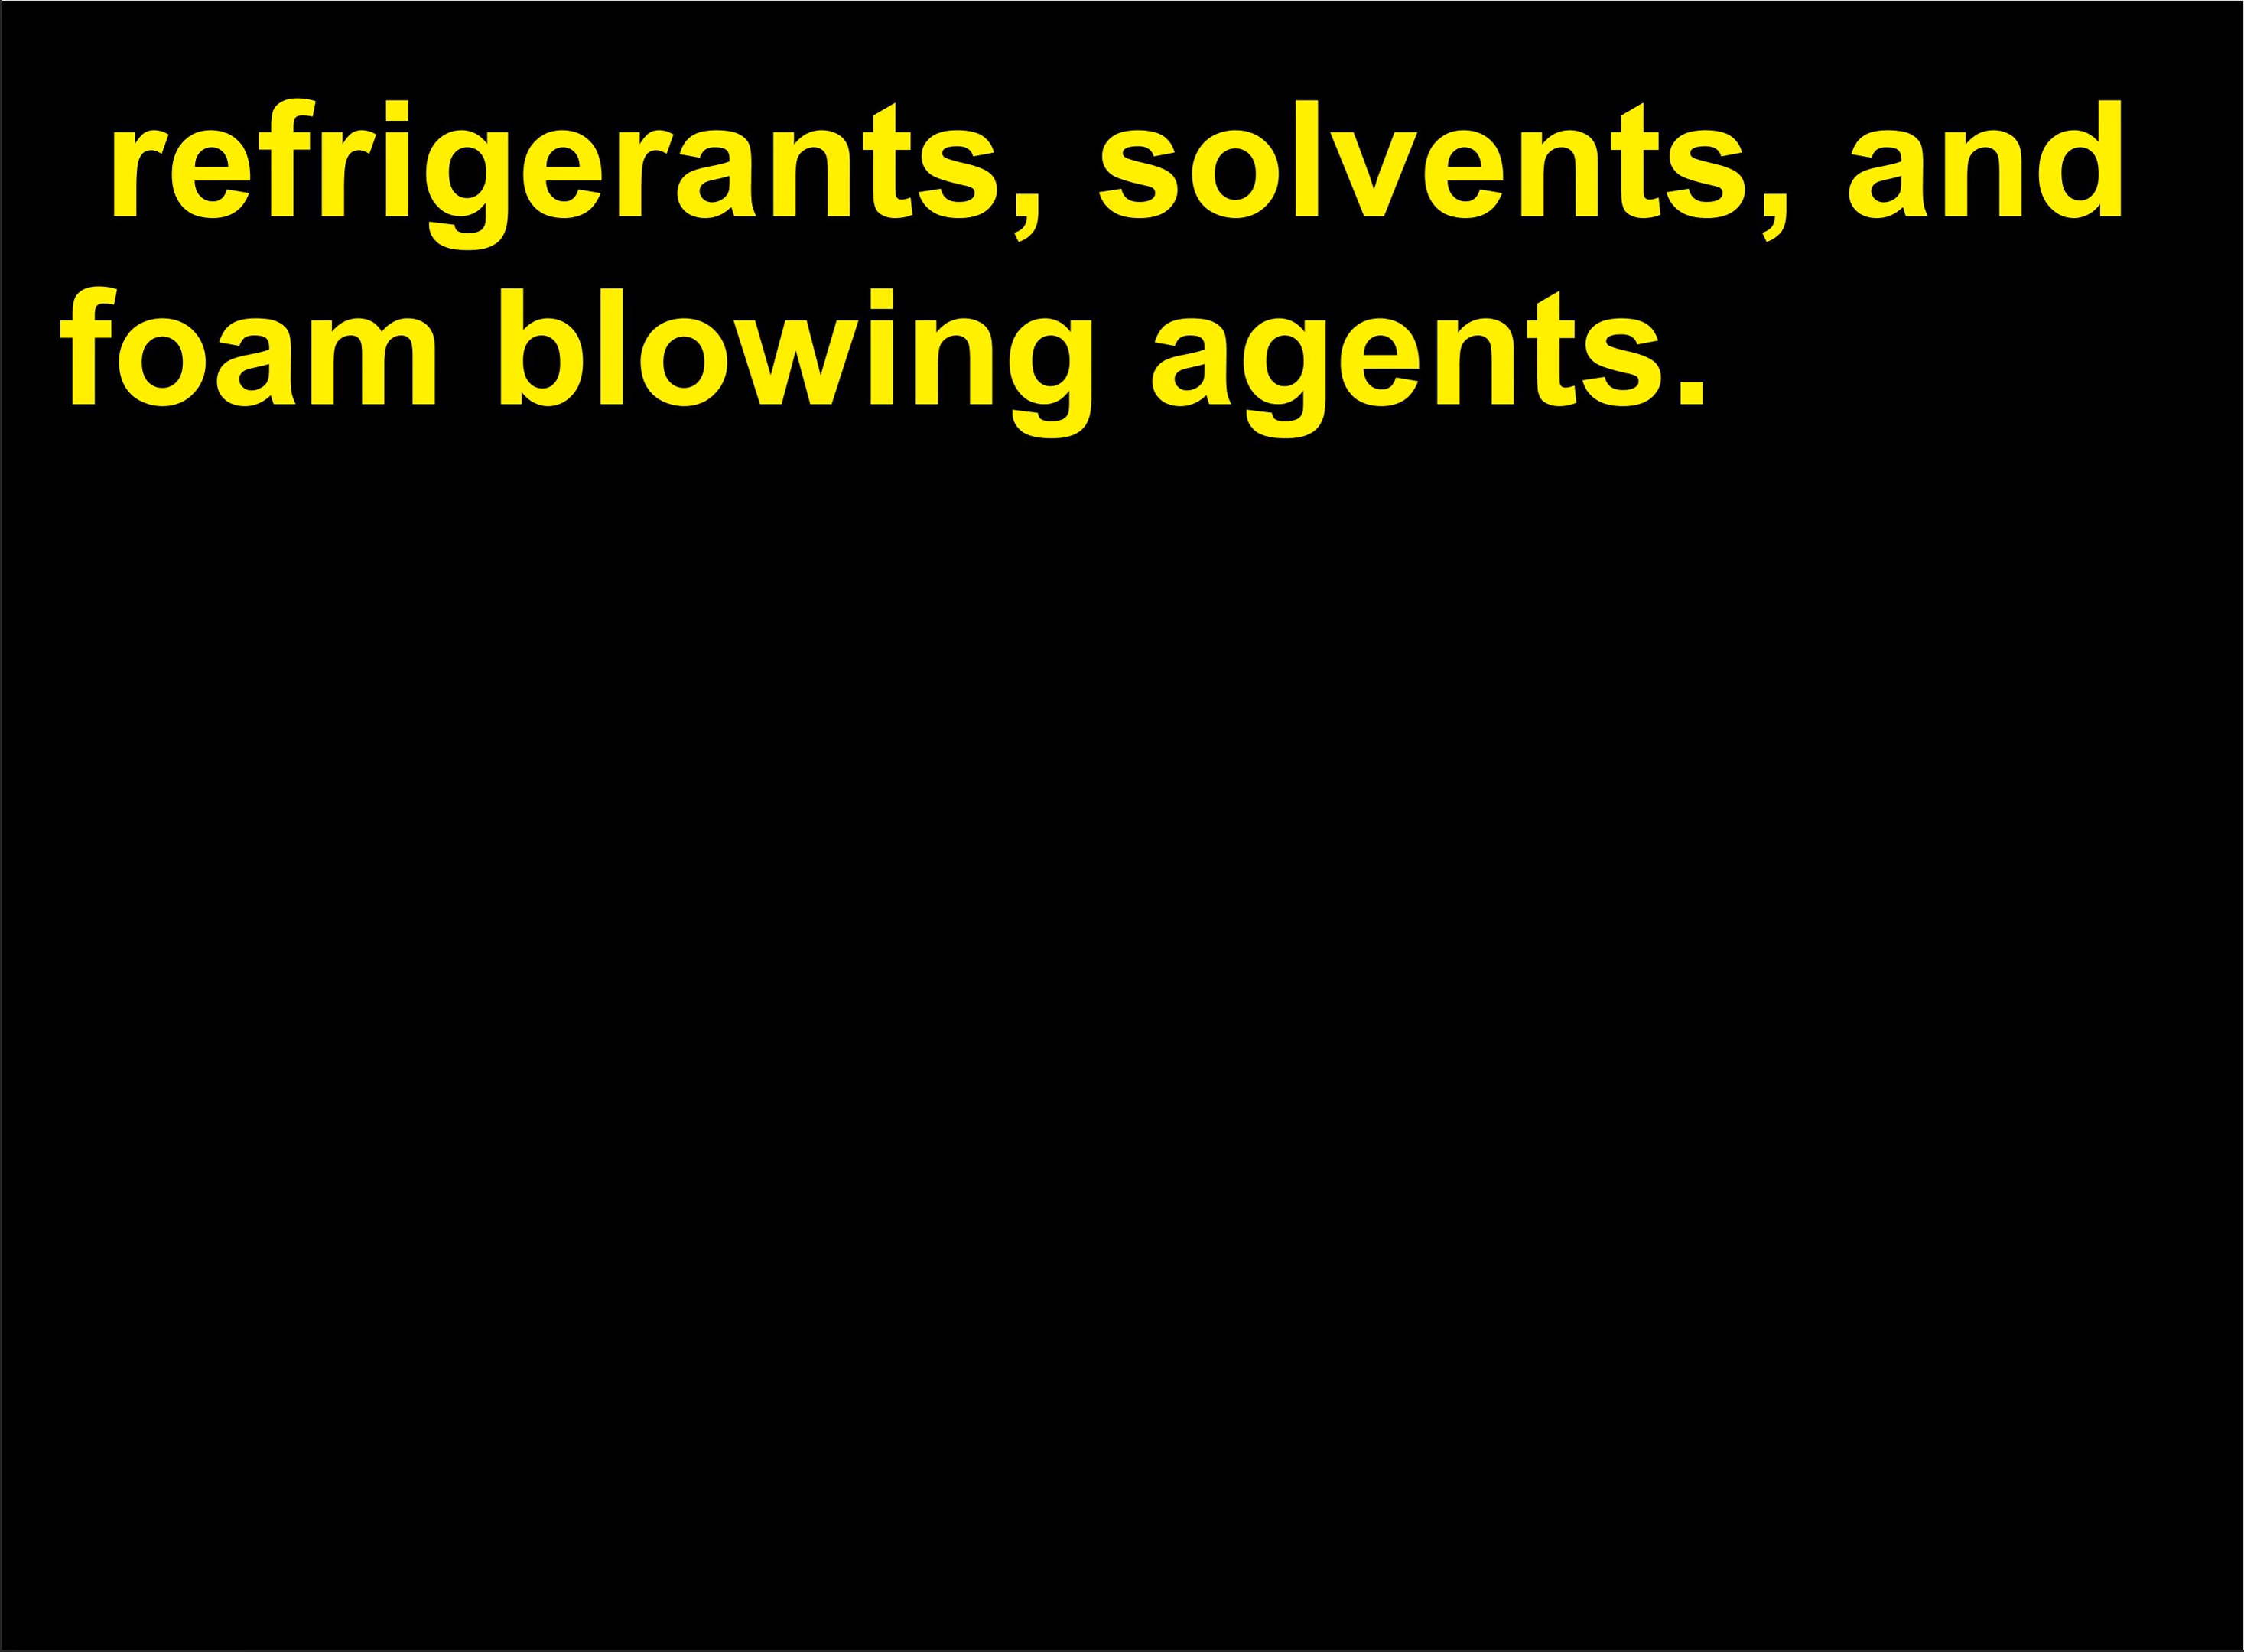 refrigerants, solvents, and
foam blowing agents.